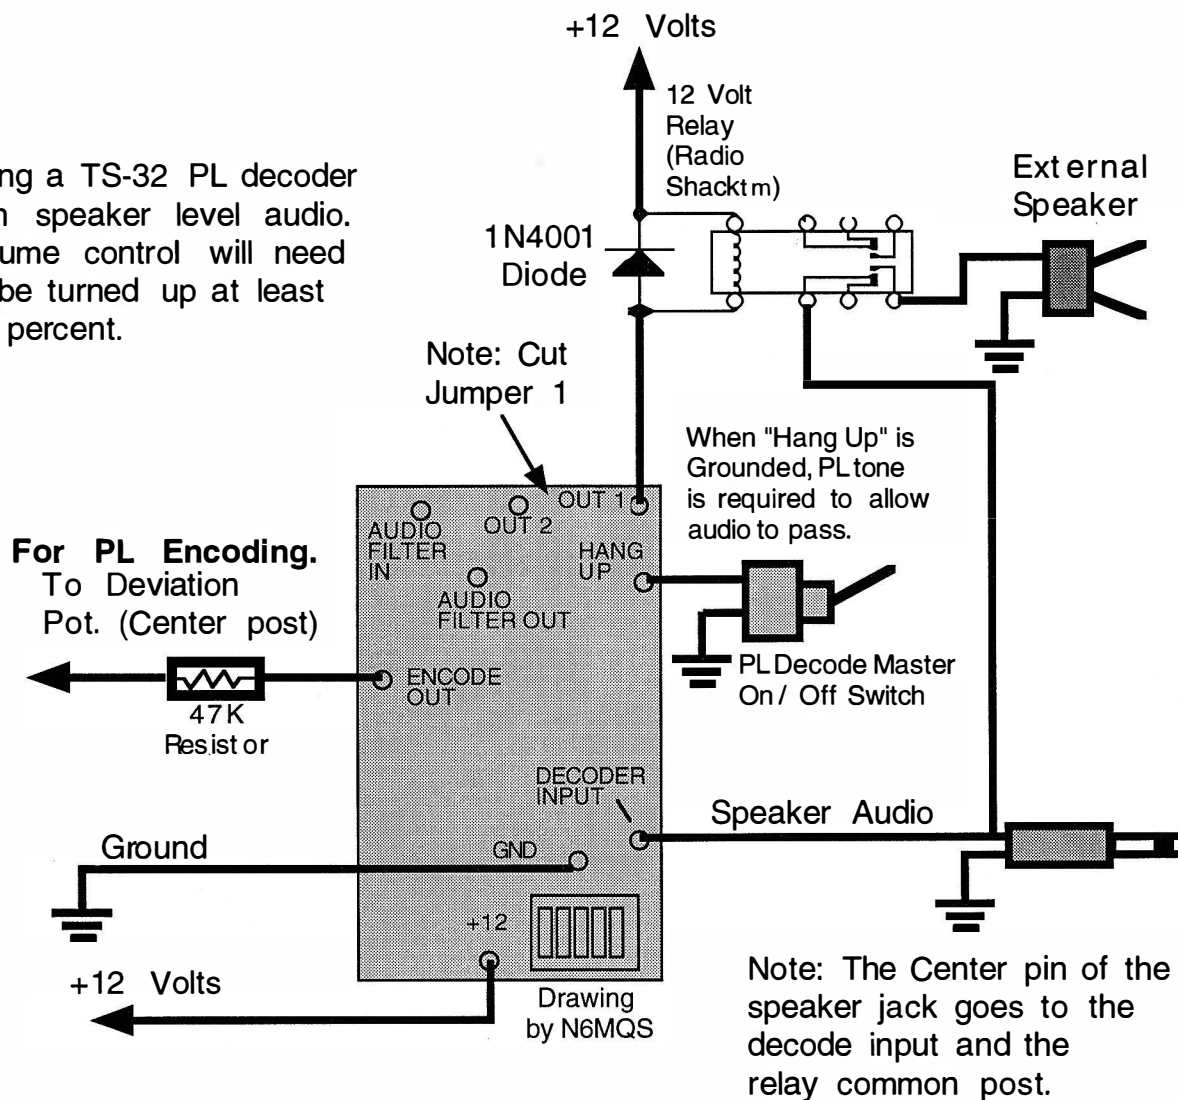 +12 Volts
12 Volt
Relay
(Radio
Shacktm)
ng a TS-32 PL decoder
speaker level audio.
ume control will need
be turned up at least
percent.
1N4001
Diode
External
Speaker
Note: Cut
Jumper 1
When "Hang Up" is
Grounded, PL tone
is required to allow
audio to pass.
OUT 1
OUT 2
AUDIO
FILTER
IN
HANG
UP
AUDIO
FILTER OUT
For PL Encoding.
To Deviation
Pot. (Center post)
ENCODE
OUT
47K
Resistor
PL Decode Master
On / Off Switch
DECODER
INPUT
Speaker Audio
Ground
GND
+12
+12 Volts
Drawing
by N6MQS
Note: The Center pin of the
speaker jack goes to the
decode input and the
relay common post.